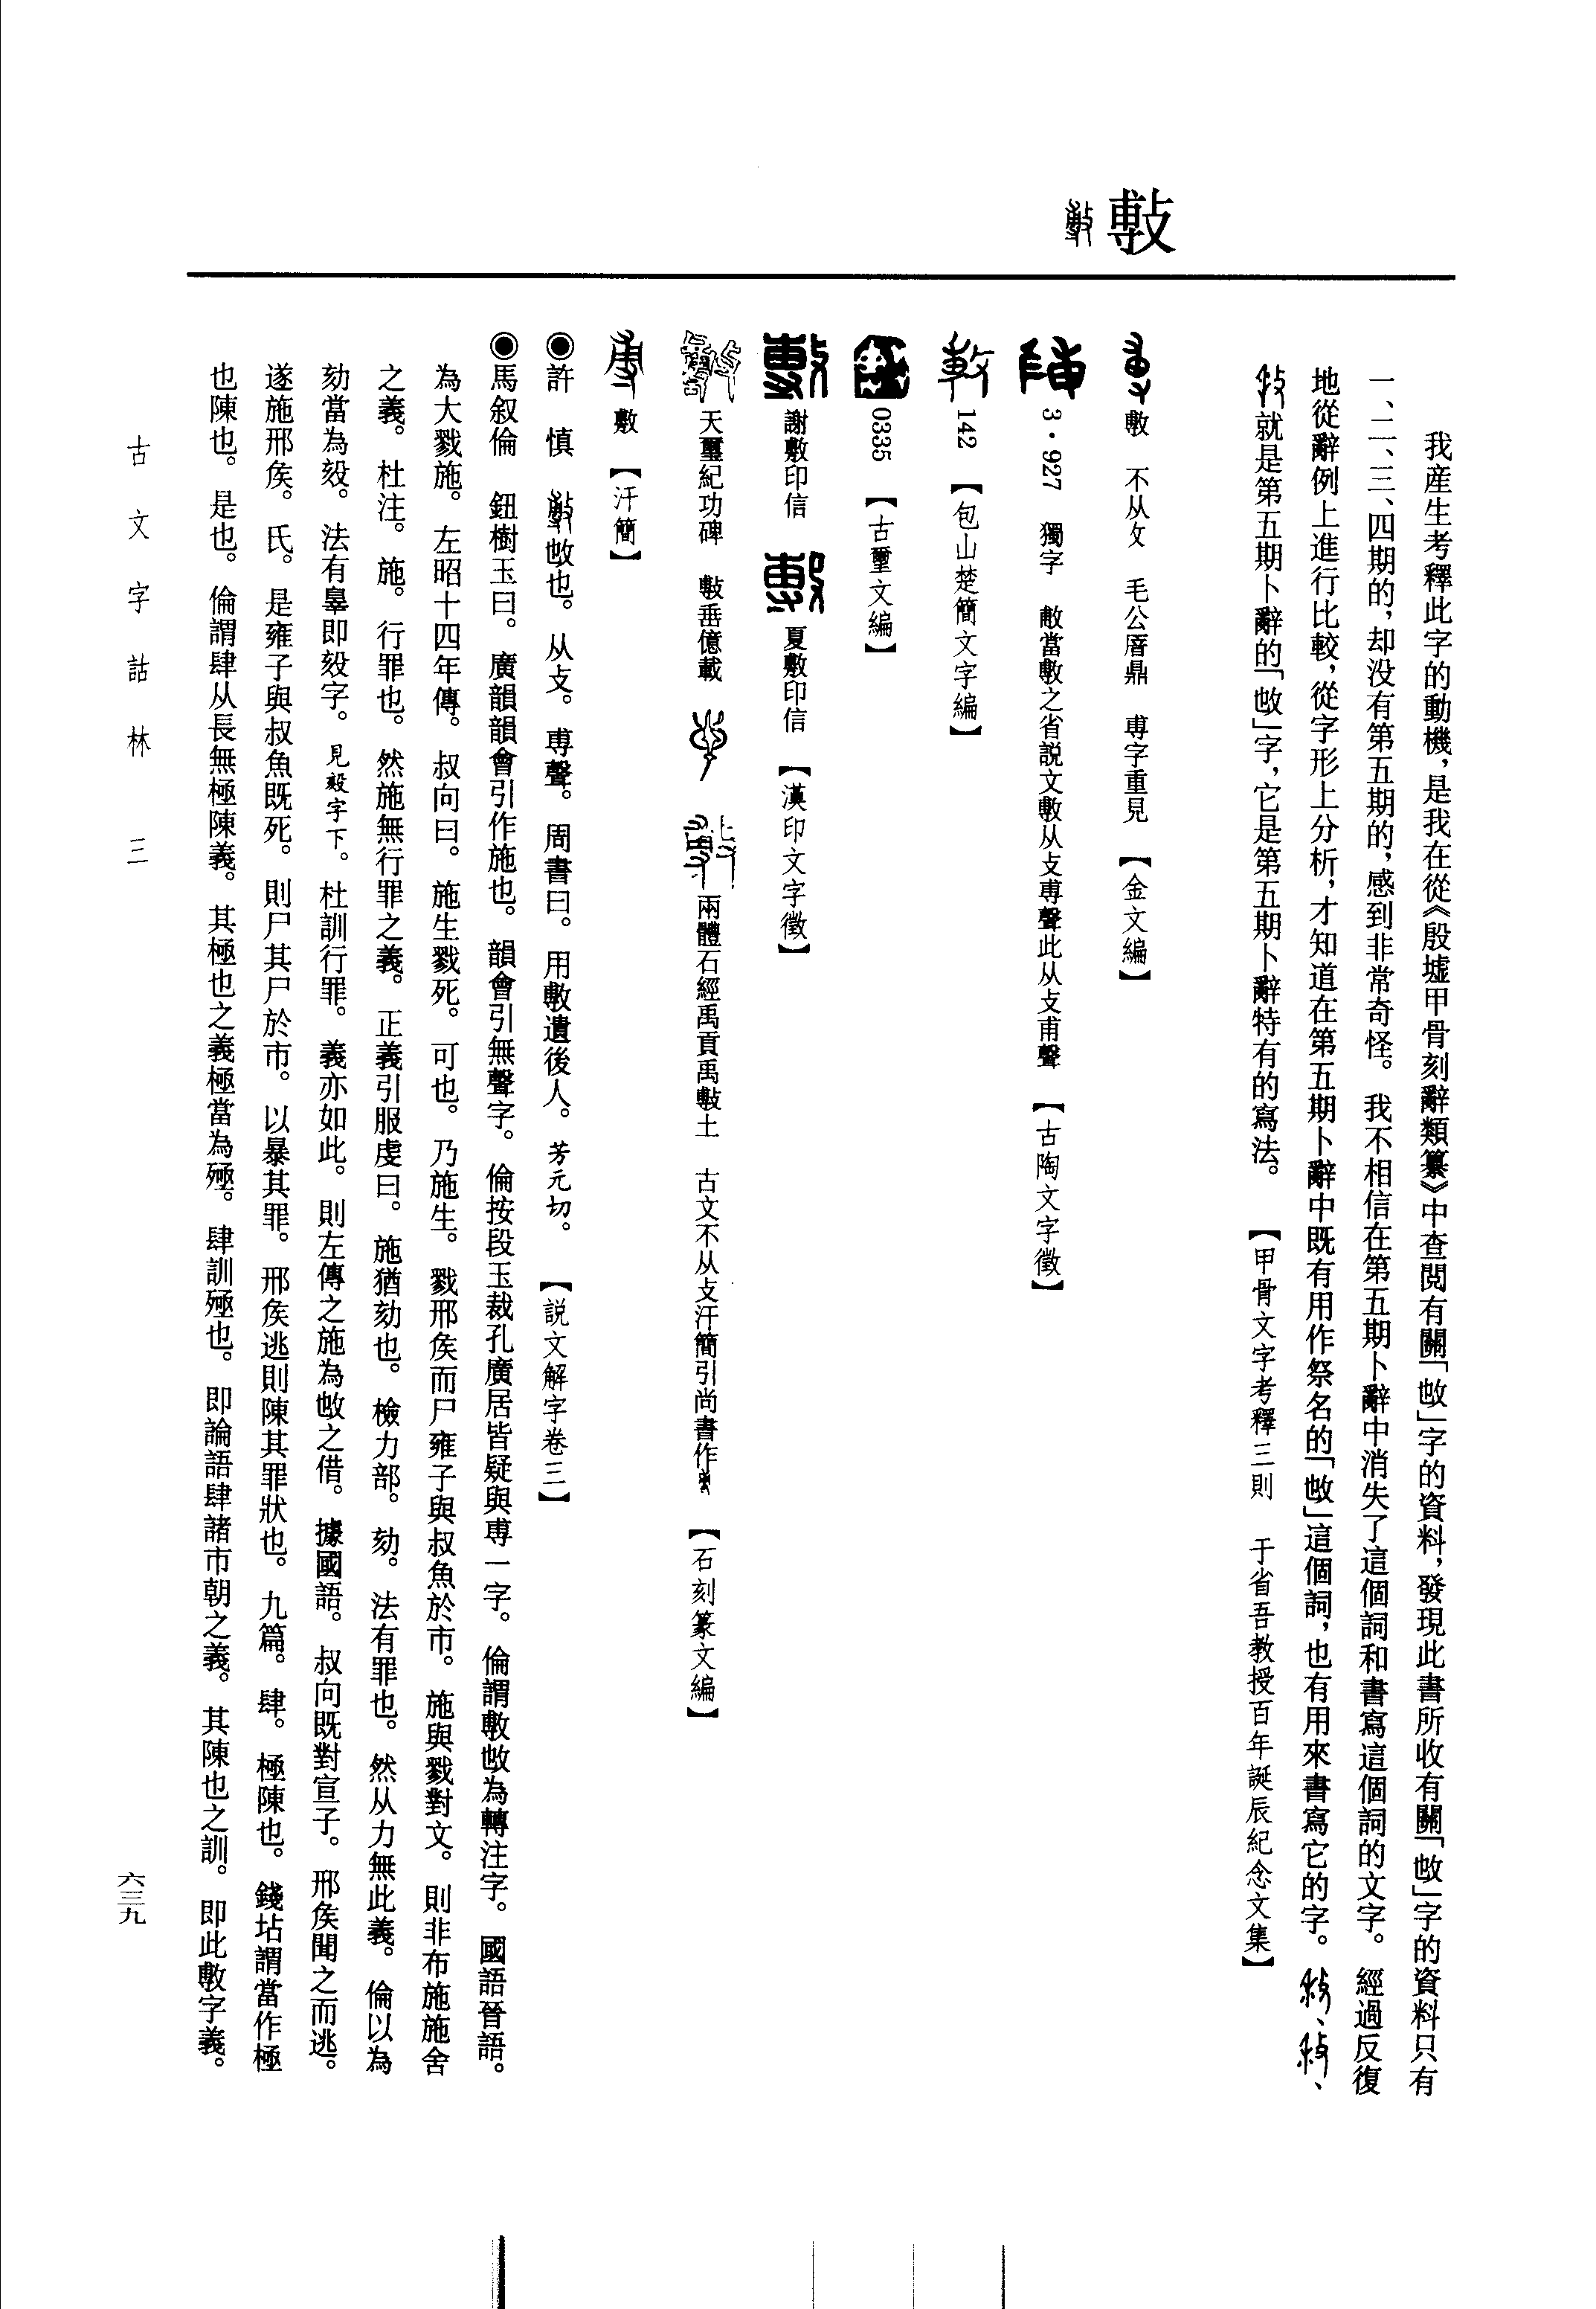 敷
我産生考釋此字的動機，是我在從《殷墟甲骨刻辭類纂》中查閲有關「㪃」字的資料，發現此書所收有關「㪃」字的資料只有
一、二、三、四期的，却没有第五期的，感到非常奇怪。我不相信在第五期卜辭中消失了這個詞和書寫這個詞的文字。經過反復
地從辭例上進行比較，從字形上分析，才知道在第五期卜辭中既有用作祭名的「㪃」這個詞，也有用來書寫它的字。、、
就是第五期卜辭的「㪃」字，它是第五期卜辭特有的寫法。　【甲骨文字考釋三則　于省吾教授百年誕辰紀念文集】
敷　不从攵　毛公厝鼎　尃字重見　【金文編】
3·927　獨字　敷當敷之省説文敷从攴尃聲此从攴甫聲　【古陶文字徵】
142　【包山楚簡文字編】
0335　【古璽文編】
謝敷印信　夏敷印信　【漢印文字徵】
天璽紀功碑　敷垂億載　兩體石經禹貢禹敷土　古文不从攴汗簡引尚書作　【石刻篆文編】
敷　【汗簡】
◉許　慎　㪃也。从攴。尃聲。周書曰。用敷遺後人。芳无切。　【説文解字卷三】
◉馬叙倫　鈕樹玉曰。廣韻韻會引作施也。韻會引無聲字。倫按段玉裁孔廣居皆疑與尃一字。倫謂敷㪃為轉注字。國語晉語。
為大戮施。左昭十四年傳。叔向曰。施生戮死。可也。乃施生。戮邢矦而尸雍子與叔魚於市。施與戮對文。則非布施施舍
之義。杜注。施。行罪也。然施無行罪之義。正義引服虔曰。施猶劾也。檢力部。劾。法有罪也。然从力無此義。倫以為
劾當為㱾。法有辠即㱾字。見㱾字下。杜訓行罪。義亦如此。則左傳之施為㪃之借。據國語。叔向既對宣子。邢矦聞之而逃。
遂施邢矦。氏。是雍子與叔魚既死。則尸其尸於市。以暴其罪。邢矦逃則陳其罪狀也。九篇。肆。極陳也。錢坫謂當作極
也陳也。是也。倫謂肆从長無極陳義。其極也之義極當為殛。肆訓殛也。即論語肆諸市朝之義。其陳也之訓。即此敷字義。
古文字詁林　三
六三九